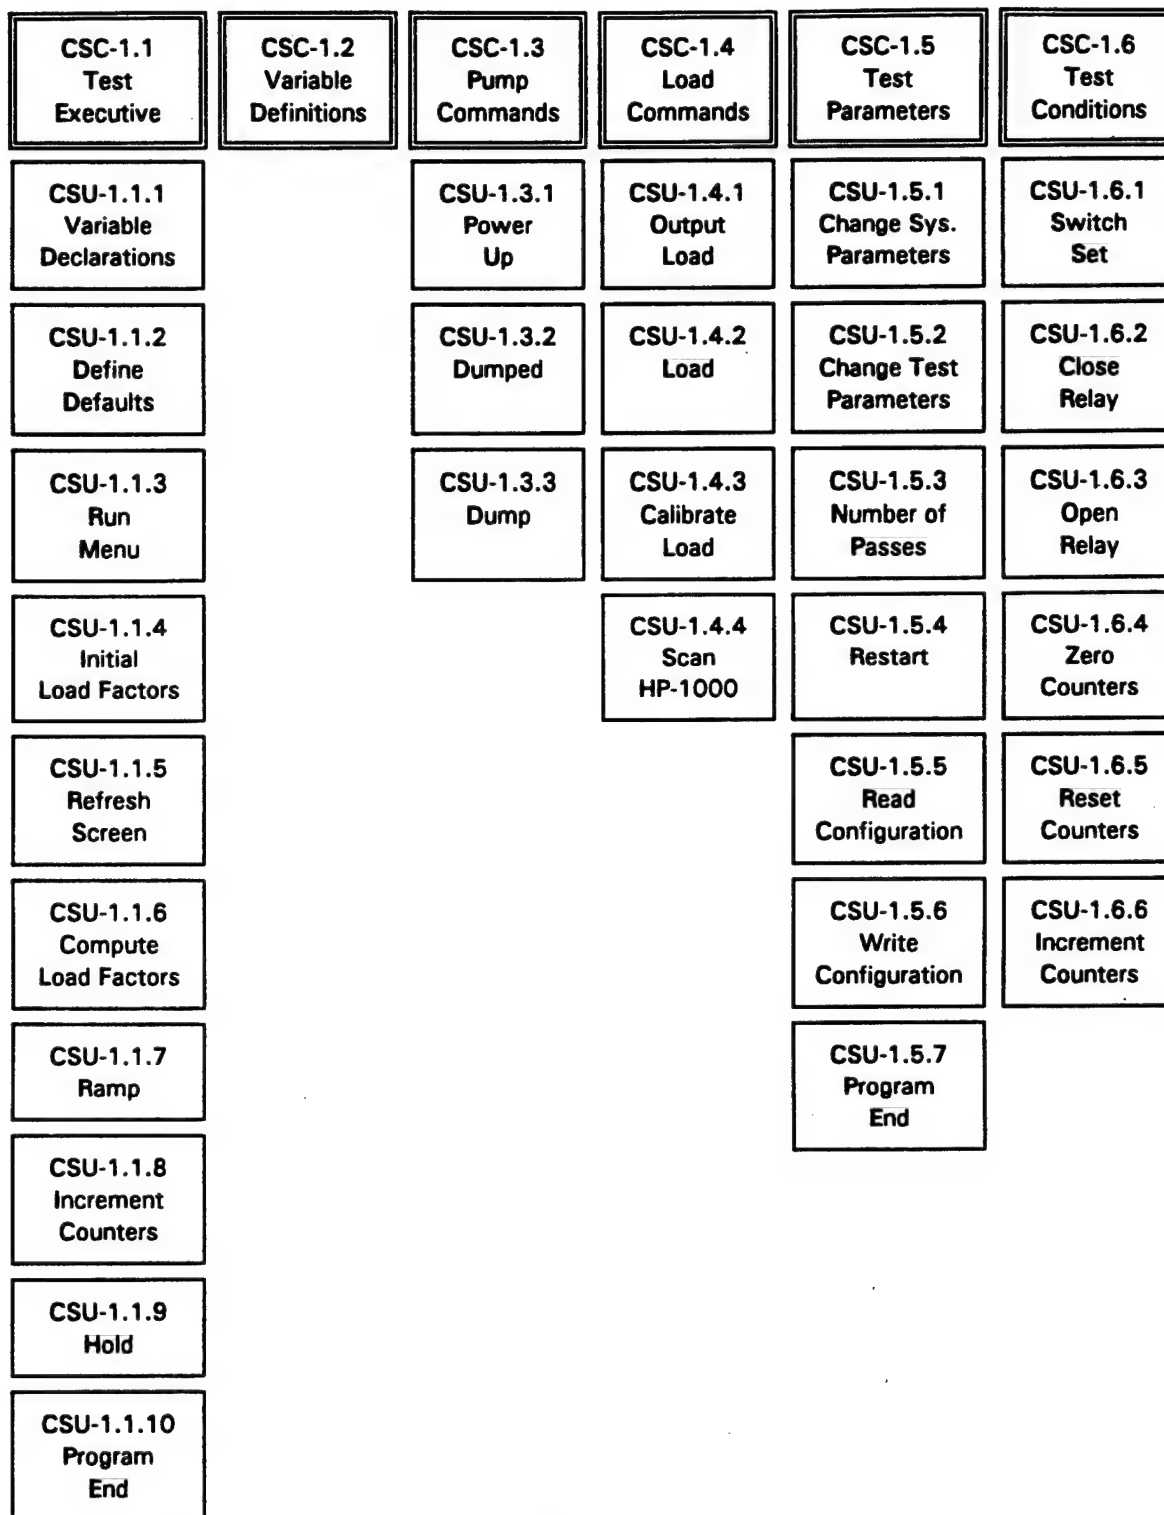 CSC-1.1
Test
Executive
CSC-1.2
Variable
Definitions
CSC-1.3
Pump
Commands
CSC-1.4
Load
Commands
CSC-1.5
Test
Parameters
CSC-1.6
Test
Conditions
CSU-1.1.1
Variable
Declarations
CSU-1.3.1
Power
Up
CSU-1.4.1
Output
Load
CSU-1.5.1
Change Sys.
Parameters
CSU-1.6.1
Switch
Set
CSU-1.1.2
Define
Defaults
CSU-1.3.2
Dumped
CSU-1.4.2
Load
CSU-1.5.2
Change Test
Parameters
CSU-1.6.2
Close
Relay
CSU-1.1.3
Run
Menu
CSU-1.3.3
Dump
CSU-1.4.3
Calibrate
Load
CSU-1.5.3
Number of
Passes
CSU-1.6.3
Open
Relay
CSU-1.1.4
Initial
Load Factors
CSU-1.4.4
Scan
HP-1000
CSU-1.5.4
Restart
CSU-1.6.4
Zero
Counters
CSU-1.1.5
Refresh
Screen
CSU-1.5.5
Read
Configuration
CSU-1.6.5
Reset
Counters
CSU-1.1.6
Compute
Load Factors
CSU-1.5.6
Write
Configuration
CSU-1.6.6
Increment
Counters
CSU-1.1.7
Ramp
CSU-1.5.7
Program
End
CSU-1.1.8
Increment
Counters
CSU-1.1.9
Hold
CSU-1.1.10
Program
End